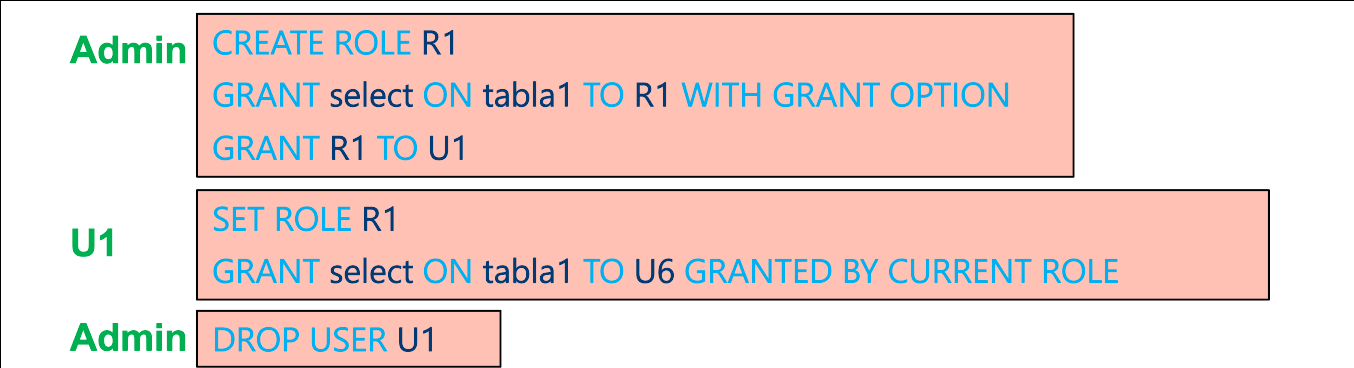 Admin
CREATE ROLE R1
GRANT select ON tabla1 TO R1 WITH GRANT OPTION
GRANT R1 TO U1
U1
SET ROLE R1
GRANT select ON tabla1 TO U6 GRANTED BY CURRENT ROLE
Admin
DROP USER U1